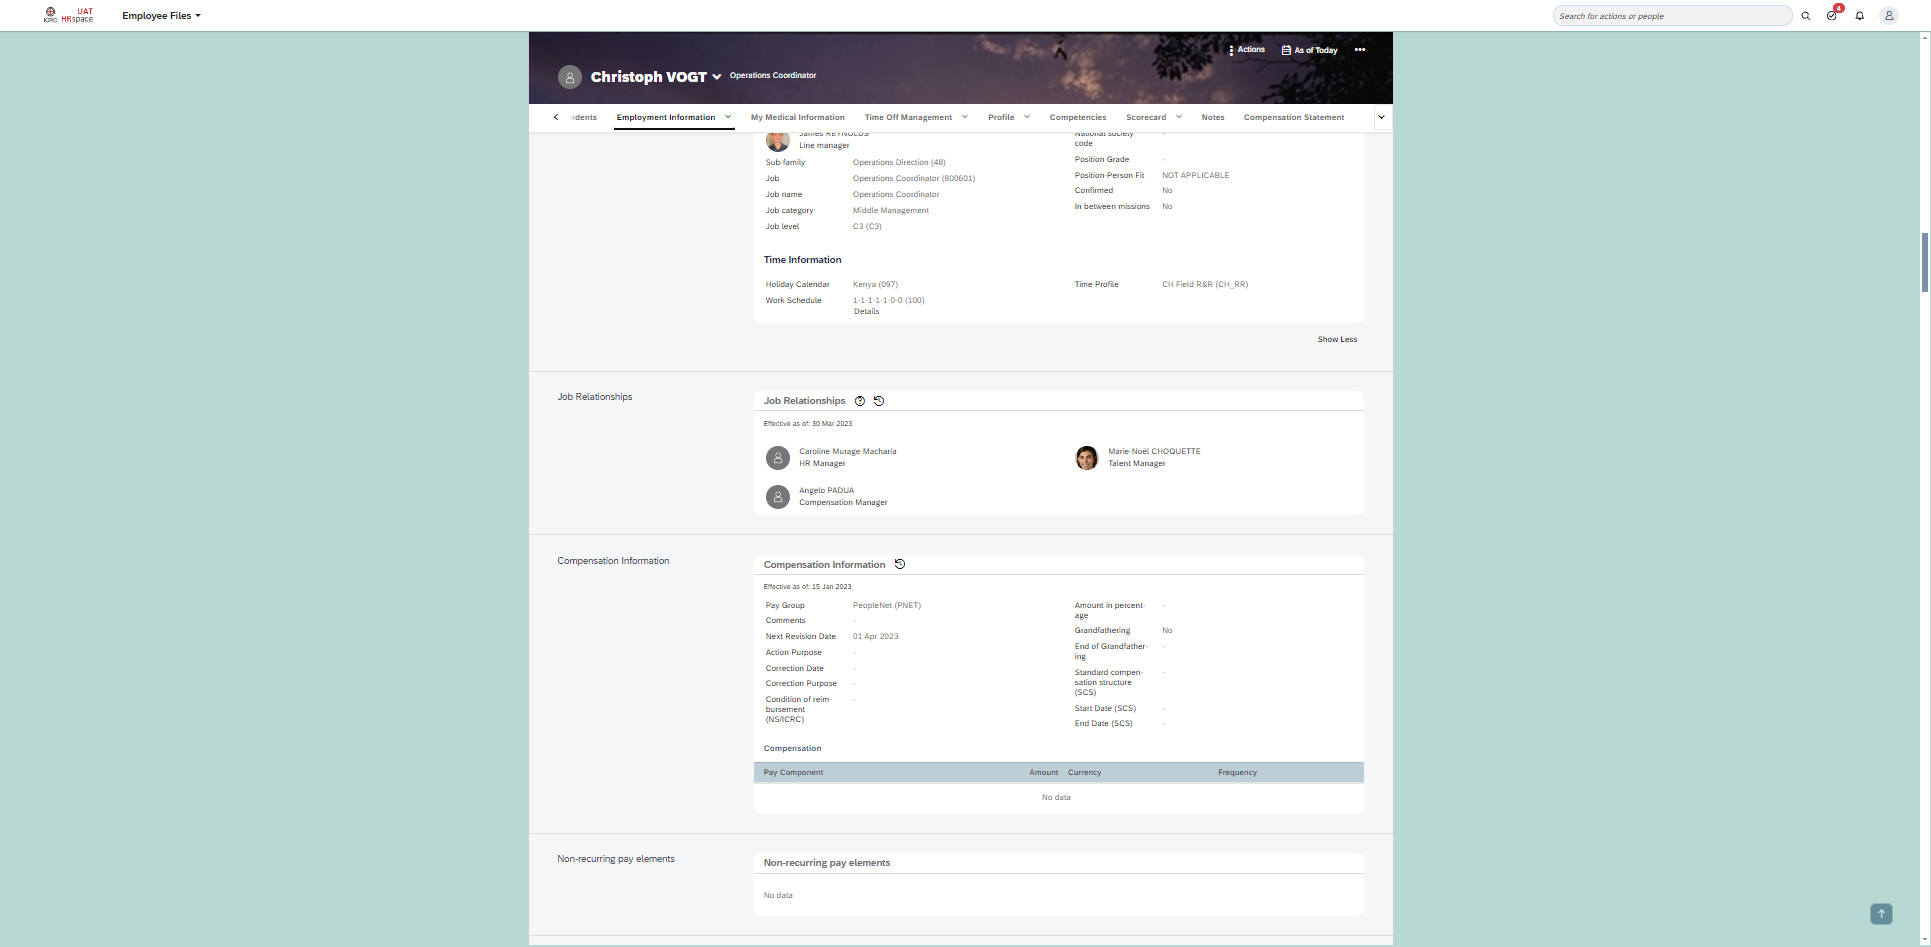 ICRC
UAT
HRspace
Employee Files
Search for actions or people
4
Actions
As of Today
Christoph VOGT
Operations Coordinator
ndents
Employment Information
My Medical Information
Time Off Management
Profile
Competencies
Scorecard
Notes
Compensation Statement
James REYNOLDS
Line manager
Sub-family
Operations Direction (48)
Job
Operations Coordinator (800601)
Job name
Operations Coordinator
Job category
Middle Management
Job level
C3 (C3)
National society
code
-
Position Grade
-
Position-Person Fit
NOT APPLICABLE
Confirmed
No
In between missions
No
Time Information
Holiday Calendar
Kenya (097)
Work Schedule
1-1-1-1-1-0-0 (100)
Details
Time Profile
CH Field R&R (CH_RR)
Show Less
Job Relationships
Job Relationships
Effective as of: 30 Mar 2023
Caroline Murage Macharia
HR Manager
Marie-Noël CHOQUETTE
Talent Manager
Angelo PADUA
Compensation Manager
Compensation Information
Compensation Information
Effective as of: 15 Jan 2023
Pay Group
PeopleNet (PNET)
Comments
-
Next Revision Date
01 Apr 2023
Action Purpose
-
Correction Date
-
Correction Purpose
-
Condition of reim-
bursement
(NS/ICRC)
-
Amount in percent-
age
-
Grandfathering
No
End of Grandfather-
ing
-
Standard compen-
sation structure
(SCS)
-
Start Date (SCS)
-
End Date (SCS)
-
Compensation
Pay Component
Amount
Currency
Frequency
No data
Non-recurring pay elements
Non-recurring pay elements
No data